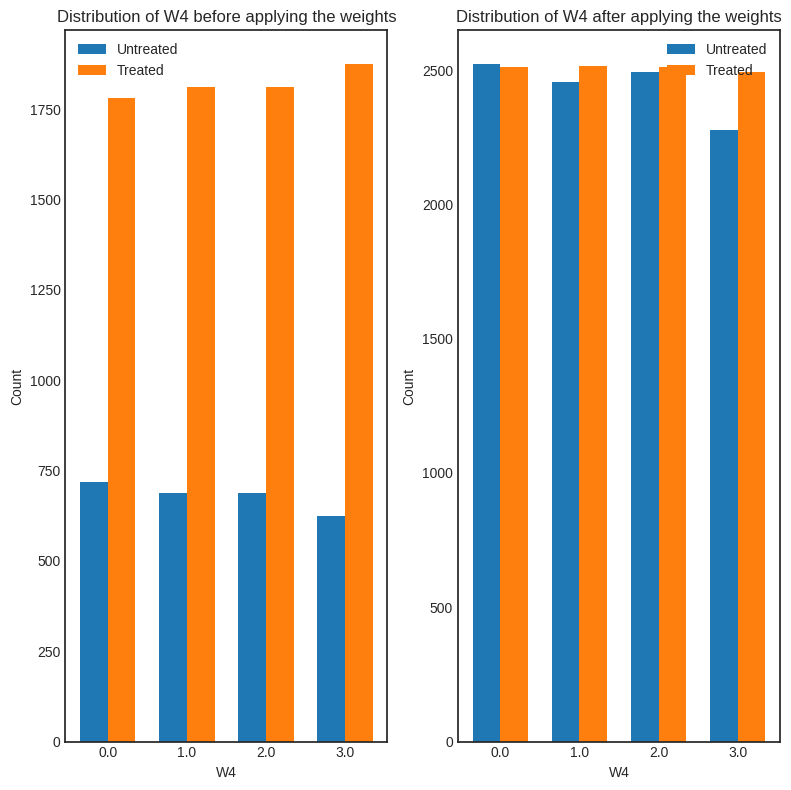 Distribution of W4 before applying the weights
Untreated
Treated
1750
1500
1250
1000
750
500
250
0
Count
0.0 1.0 2.0 3.0
W4
Distribution of W4 after applying the weights
Untreated
Treated
2500
2000
1500
1000
500
0
Count
0.0 1.0 2.0 3.0
W4